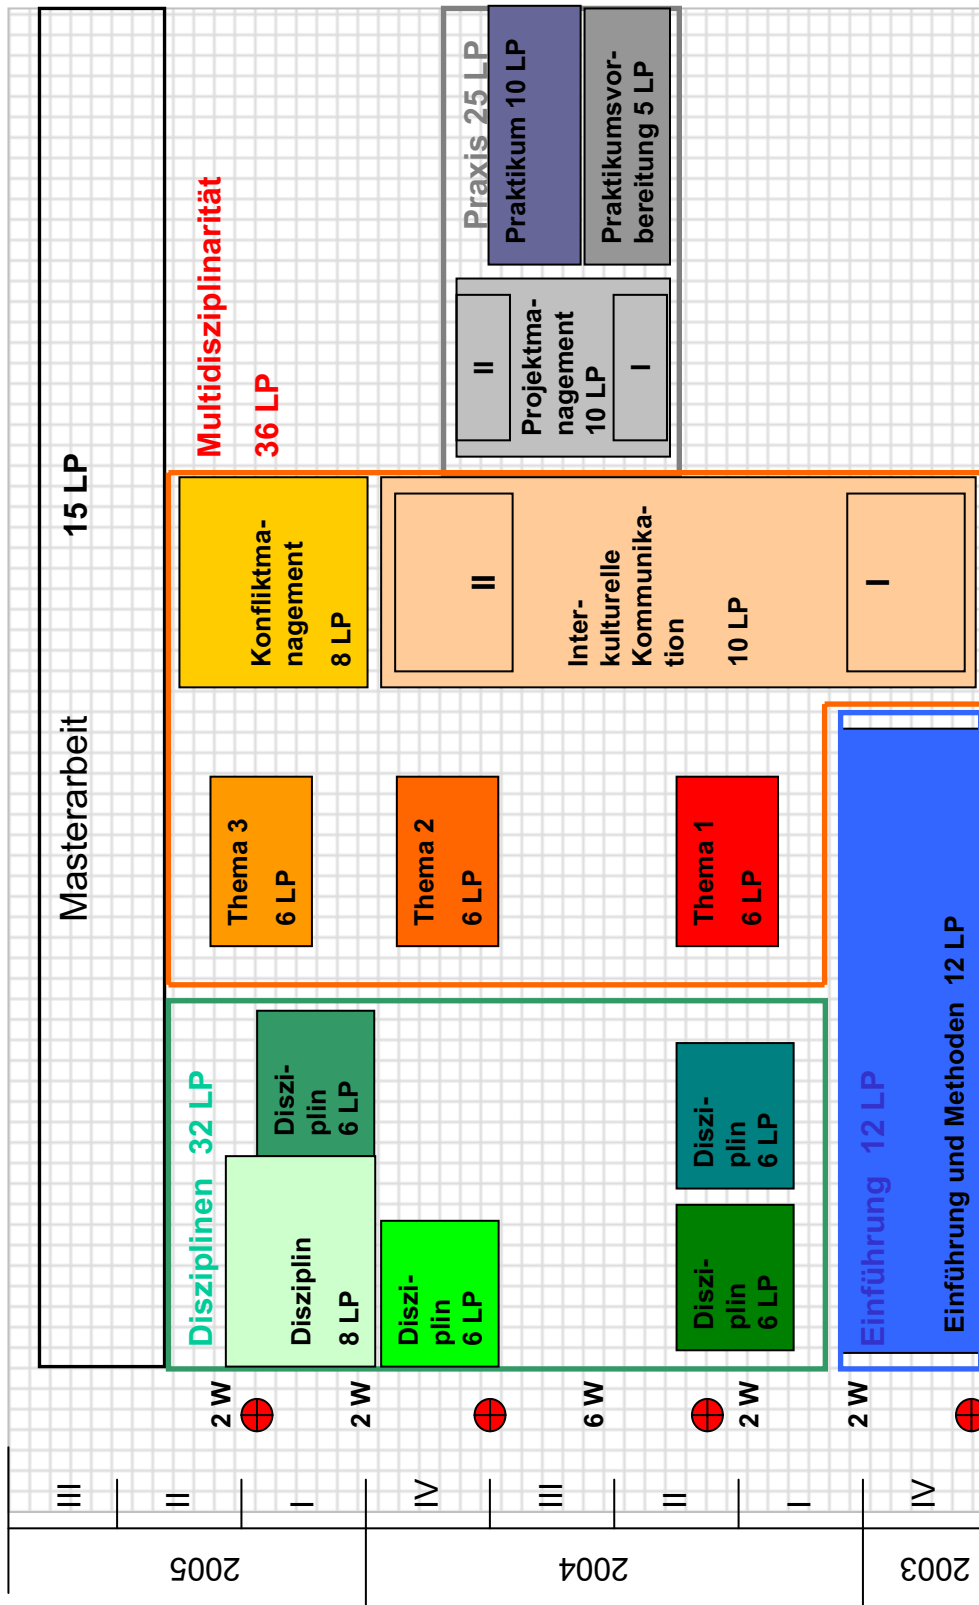 Masterarbeit 15 LP
Disziplinen 32 LP
Multidisziplinarität
36 LP
Disziplin
8 LP
Diszi-
plin
6 LP
Thema 3
6 LP
Konfliktma-
nagement
8 LP
Diszi-
plin
6 LP
Thema 2
6 LP
II
Inter-
kulturelle
Kommunika-
tion
10 LP
I
Praxis 25 LP
II
Projektma-
nagement
10 LP
I
Praktikum 10 LP
Praktikumsvor-
bereitung 5 LP
Diszi-
plin
6 LP
Diszi-
plin
6 LP
Thema 1
6 LP
Einführung 12 LP
Einführung und Methoden 12 LP
2 W
2 W
6 W
2 W
2 W
III
II
I
IV
III
II
I
IV
2005
2004
2003